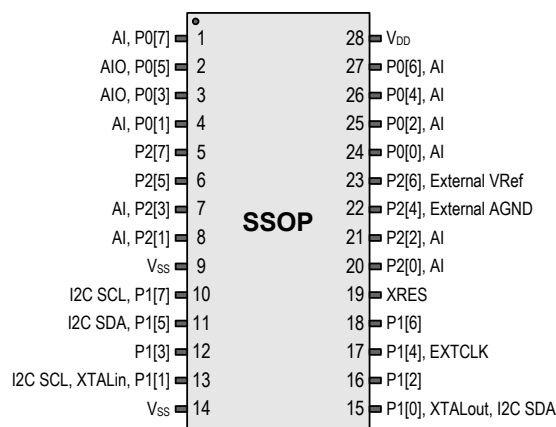 AI, P0[7] 1 28 VDD
AIO, P0[5] 2 27 P0[6], AI
AIO, P0[3] 3 26 P0[4], AI
AI, P0[1] 4 25 P0[2], AI
P2[7] 5 24 P0[0], AI
P2[5] 6 23 P2[6], External VRef
AI, P2[3] 7 22 P2[4], External AGND
SSOP
AI, P2[1] 8 21 P2[2], AI
VSS 9 20 P2[0], AI
I2C SCL, P1[7] 10 19 XRES
I2C SDA, P1[5] 11 18 P1[6]
P1[3] 12 17 P1[4], EXTCLK
I2C SCL, XTALin, P1[1] 13 16 P1[2]
VSS 14 15 P1[0], XTALout, I2C SDA